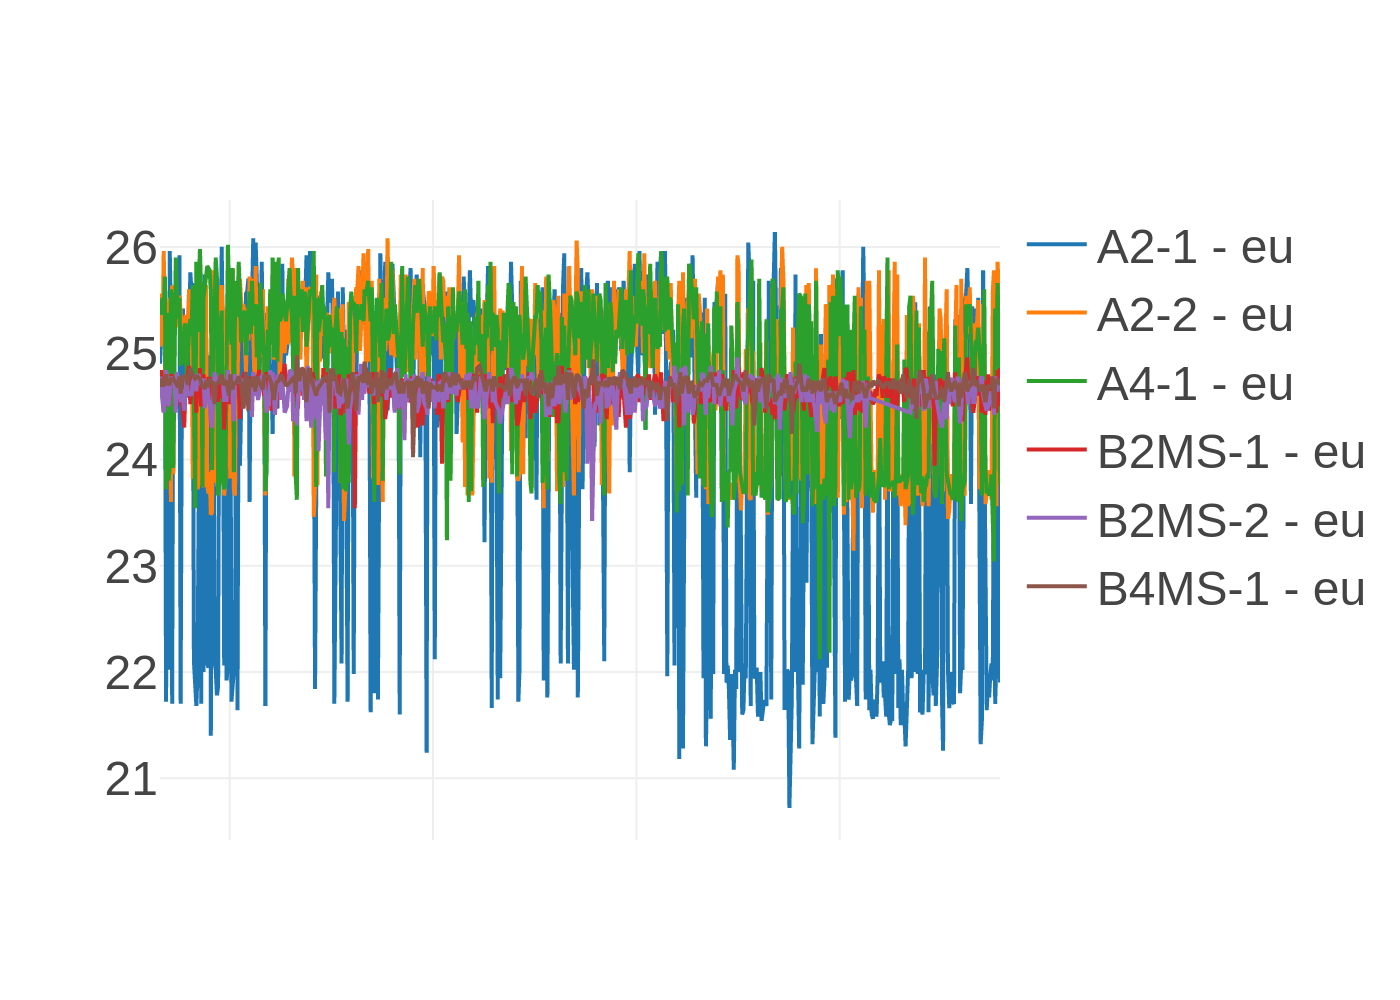 26
25
24
23
22
21
A2-1 - eu
A2-2 - eu
A4-1 - eu
B2MS-1 - eu
B2MS-2 - eu
B4MS-1 - eu